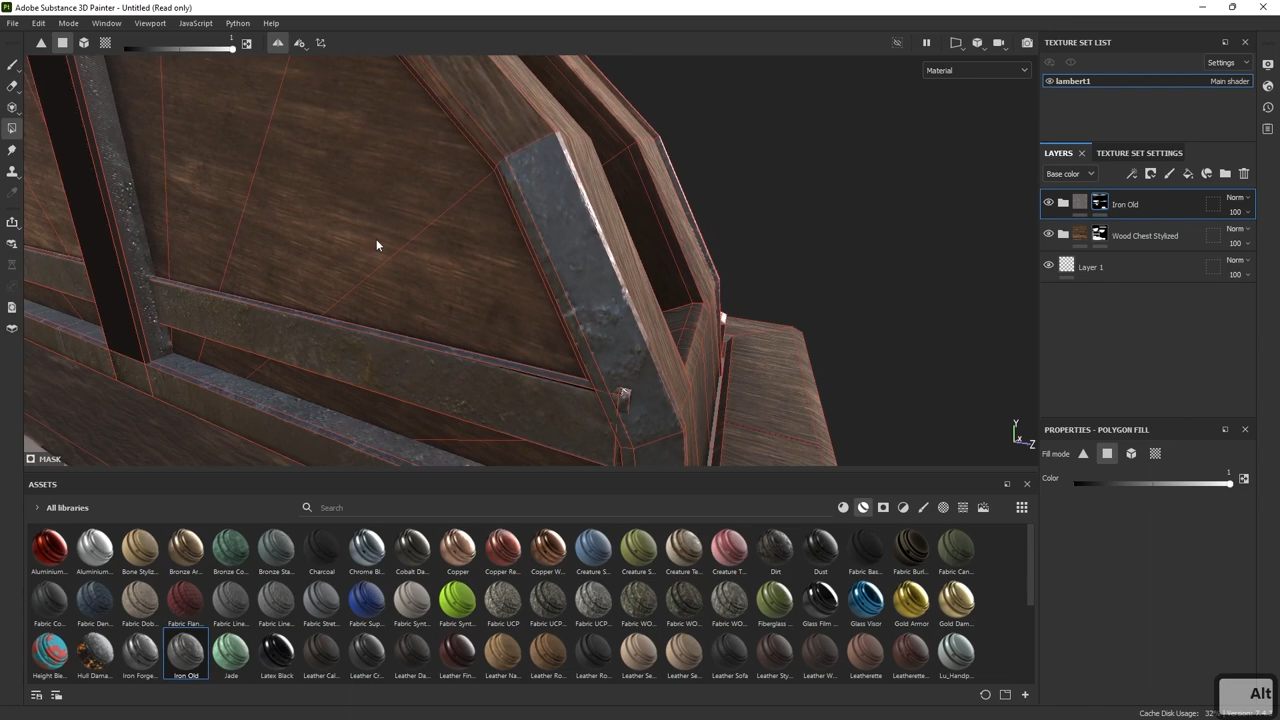 Adobe Substance 3D Painter - Untitled (Read only)
File Edit Mode Window Viewport JavaScript Python Help
1
Material
TEXTURE SET LIST
Settings
lambert1 Main shader
LAYERS TEXTURE SET SETTINGS
Base color
Iron Old Norm 100
Wood Chest Stylized Norm 100
Layer 1 Norm 100
Y
X
Z
MASK
PROPERTIES - POLYGON FILL
Fill mode
Color 1
ASSETS
All libraries Search
Aluminium... Aluminium... Bone Styliz... Bronze Ar... Bronze Co... Bronze Sta... Charcoal Chrome Bl... Cobalt Da... Copper Copper Re... Copper W... Creature S... Creature S... Creature Te... Creature T... Dirt Dust Fabric Bas... Fabric Burl... Fabric Can...
Fabric Co... Fabric Den... Fabric Dob... Fabric Flan... Fabric Line... Fabric Line... Fabric Stret... Fabric Sup... Fabric Synt... Fabric Synt... Fabric UCP Fabric UCP... Fabric UCP... Fabric WO... Fabric WO... Fabric WO... Fiberglass ... Glass Film ... Glass Visor Gold Armor Gold Dam...
Height Ble... Hull Dama... Iron Forge... Iron Old Jade Latex Black Leather Cal... Leather Cr... Leather Da... Leather Fin... Leather Na... Leather Ro... Leather Ro... Leather Se... Leather Se... Leather Sofa Leather Sty... Leather W... Leatherette Leatherette... Lu_Handp...
Alt
Cache Disk Usage: 32